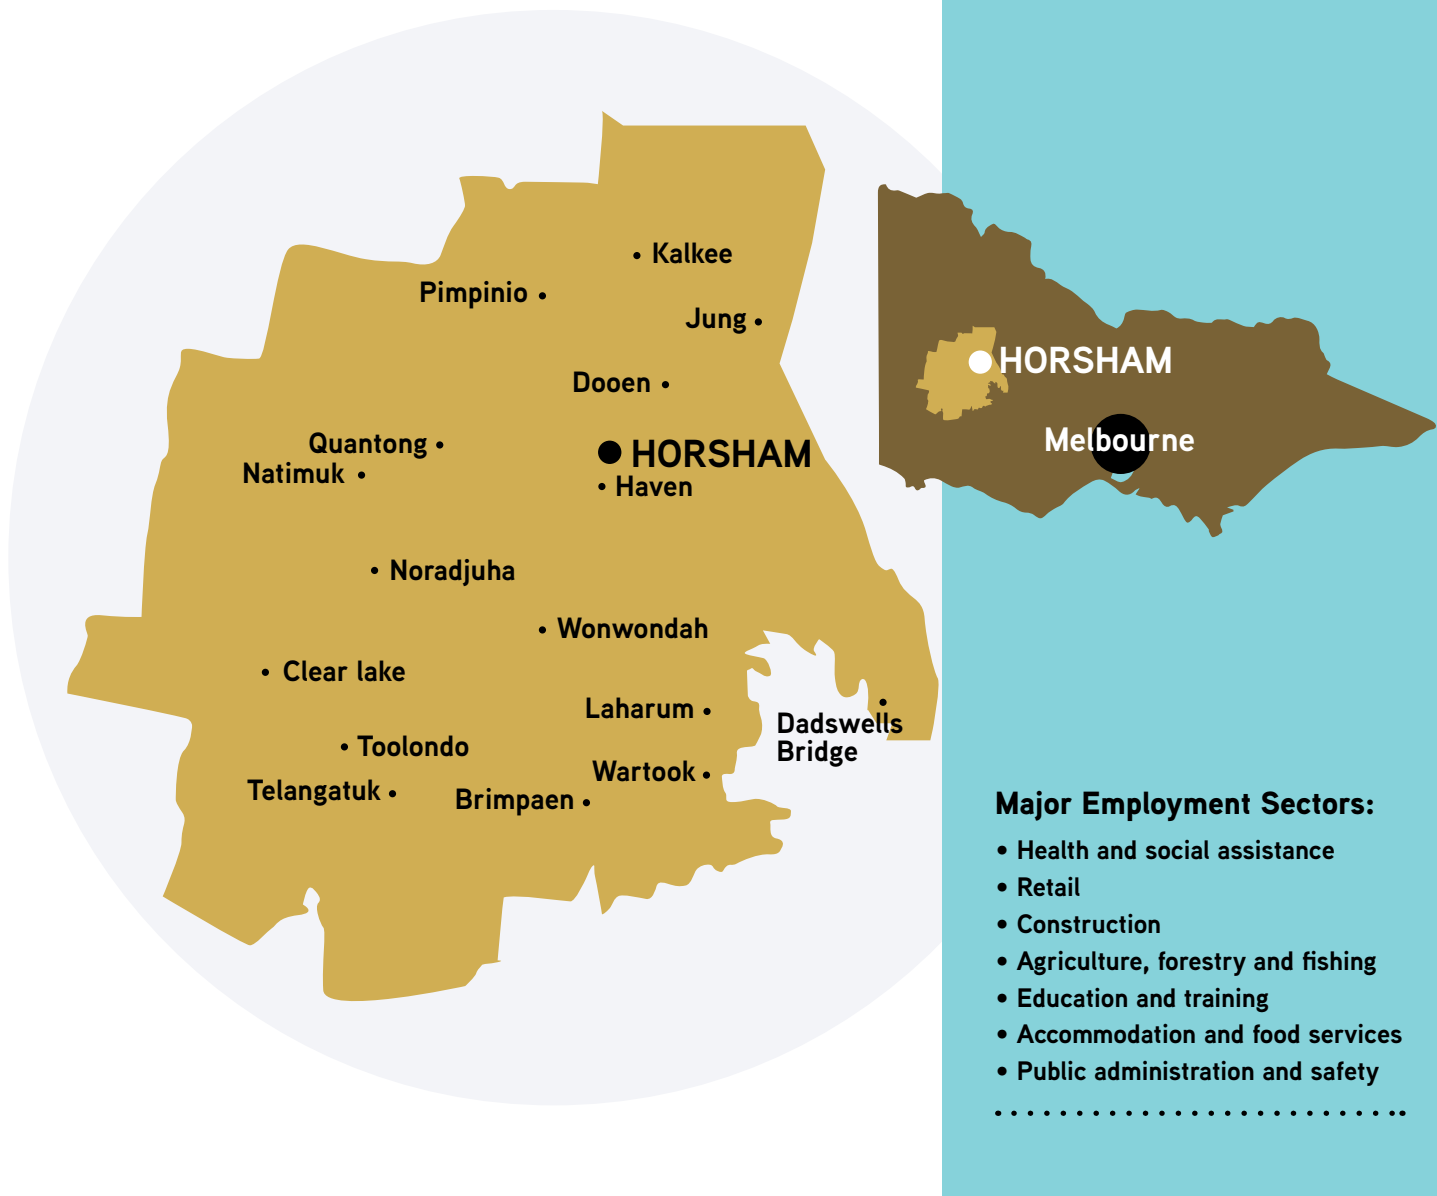 Kalkee
Pimpinio
Jung
Dooen
Quantong
HORSHAM
Natimuk
Haven
Noradjuha
Wonwondah
Clear lake
Laharum
Dadswells
Bridge
Toolondo
Wartook
Telangatuk
Brimpaen
HORSHAM
Melbourne
Major Employment Sectors:
• Health and social assistance
• Retail
• Construction
• Agriculture, forestry and fishing
• Education and training
• Accommodation and food services
• Public administration and safety